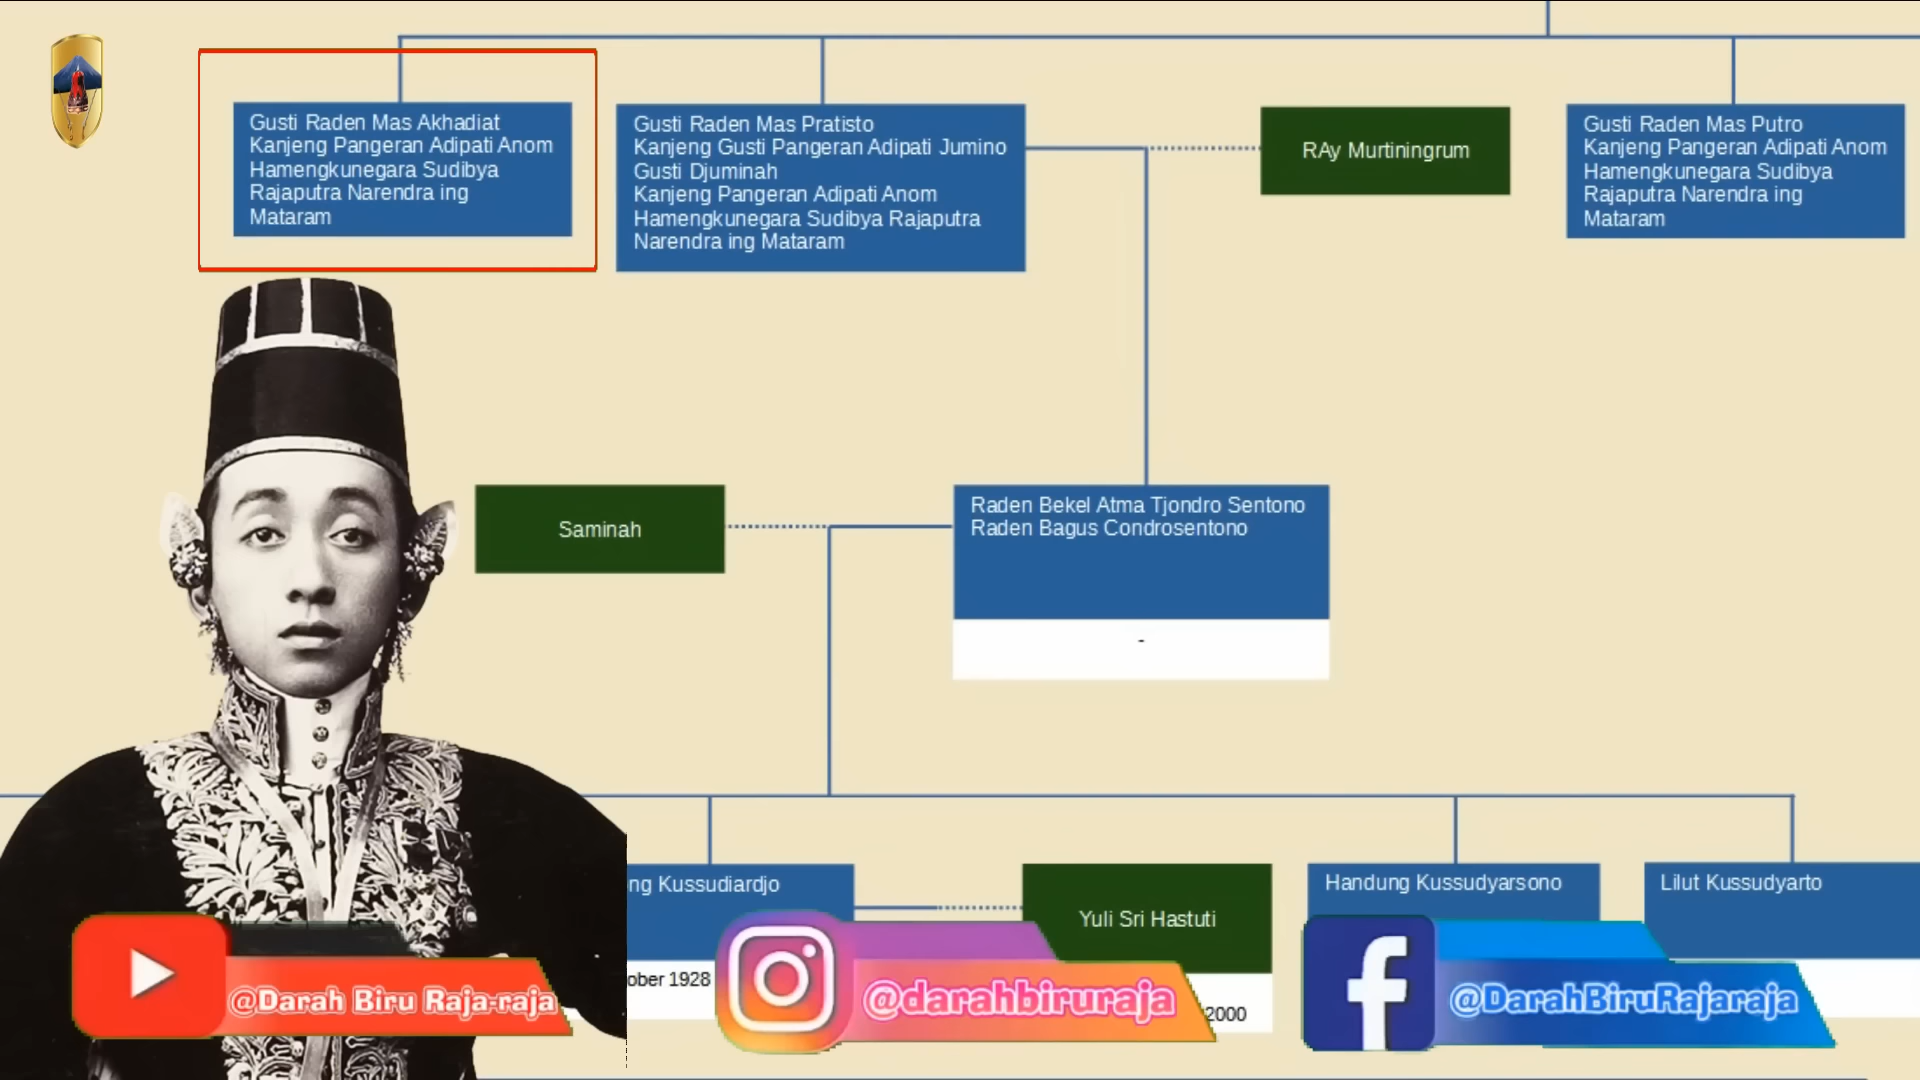 Gusti Raden Mas Akhadiat
Kanjeng Pangeran Adipati Anom
Hamengkunegara Sudibya
Rajaputra Narendra ing
Mataram
Gusti Raden Mas Pratisto
Kanjeng Gusti Pangeran Adipati Jumino
Gusti Djuminah
Kanjeng Pangeran Adipati Anom
Hamengkunegara Sudibya Rajaputra
Narendra ing Mataram
RAy Murtiningrum
Gusti Raden Mas Putro
Kanjeng Pangeran Adipati Anom
Hamengkunegara Sudibya
Rajaputra Narendra ing
Mataram
Saminah
Raden Bekel Atma Tjondro Sentono
Raden Bagus Condrosentono
-
ng Kussudiardjo
ober 1928
Yuli Sri Hastuti
2000
Handung Kussudyarsono
Lilut Kussudyarto
@Darah Biru Raja-raja
@darahbiruraja
@DarahBiruRajaraja